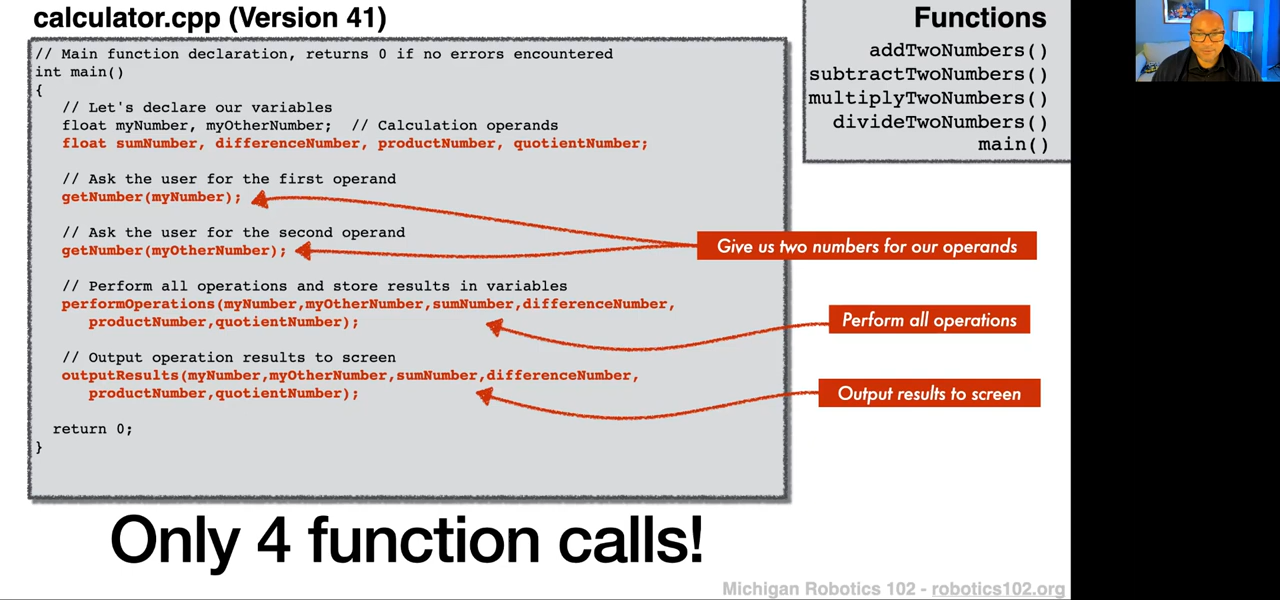 calculator.cpp (Version 41)
// Main function declaration, returns 0 if no errors encountered
int main()
{
// Let's declare our variables
float myNumber, myOtherNumber;  // Calculation operands
float sumNumber, differenceNumber, productNumber, quotientNumber;
// Ask the user for the first operand
getNumber(myNumber);
// Ask the user for the second operand
getNumber(myOtherNumber);
// Perform all operations and store results in variables
performOperations(myNumber,myOtherNumber,sumNumber,differenceNumber,
productNumber,quotientNumber);
// Output operation results to screen
outputResults(myNumber,myOtherNumber,sumNumber,differenceNumber,
productNumber,quotientNumber);
return 0;
}
Functions
addTwoNumbers()
subtractTwoNumbers()
multiplyTwoNumbers()
divideTwoNumbers()
main()
Give us two numbers for our operands
Perform all operations
Output results to screen
Only 4 function calls!
Michigan Robotics 102 - robotics102.org